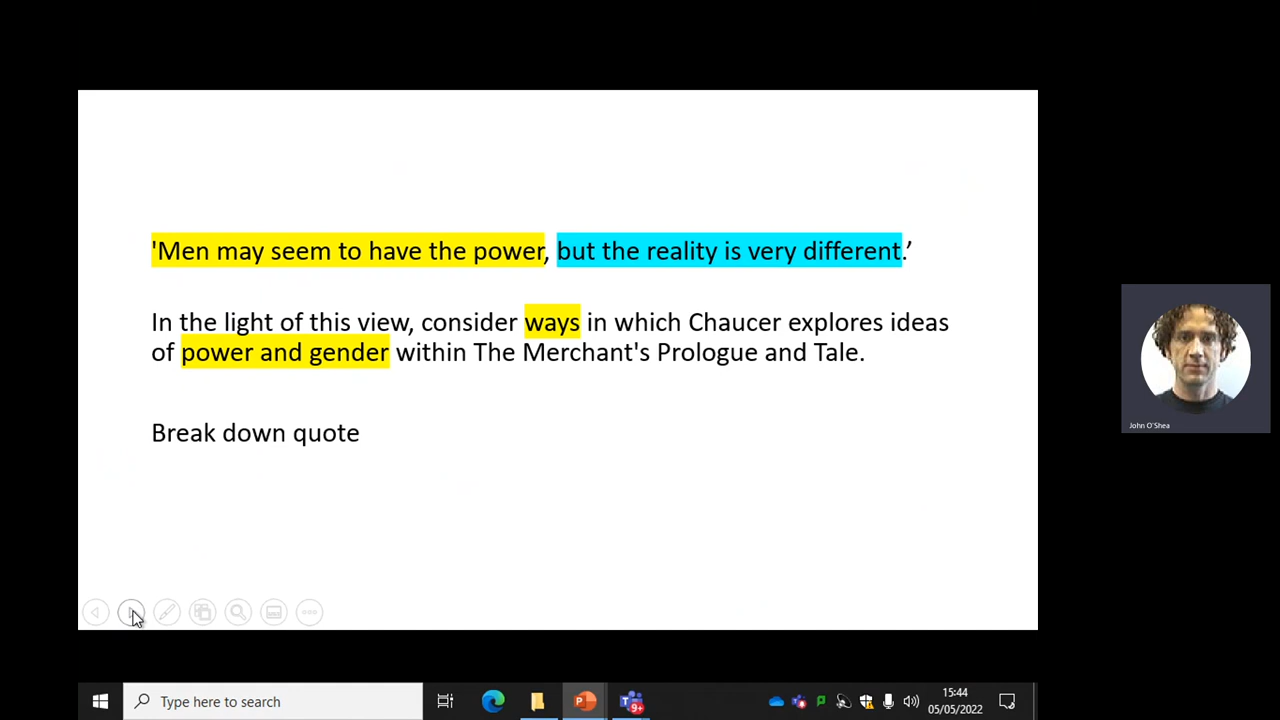 'Men may seem to have the power, but the reality is very different.’
In the light of this view, consider ways in which Chaucer explores ideas
of power and gender within The Merchant's Prologue and Tale.
Break down quote
John O'Shea
Type here to search
9+
15:44
05/05/2022